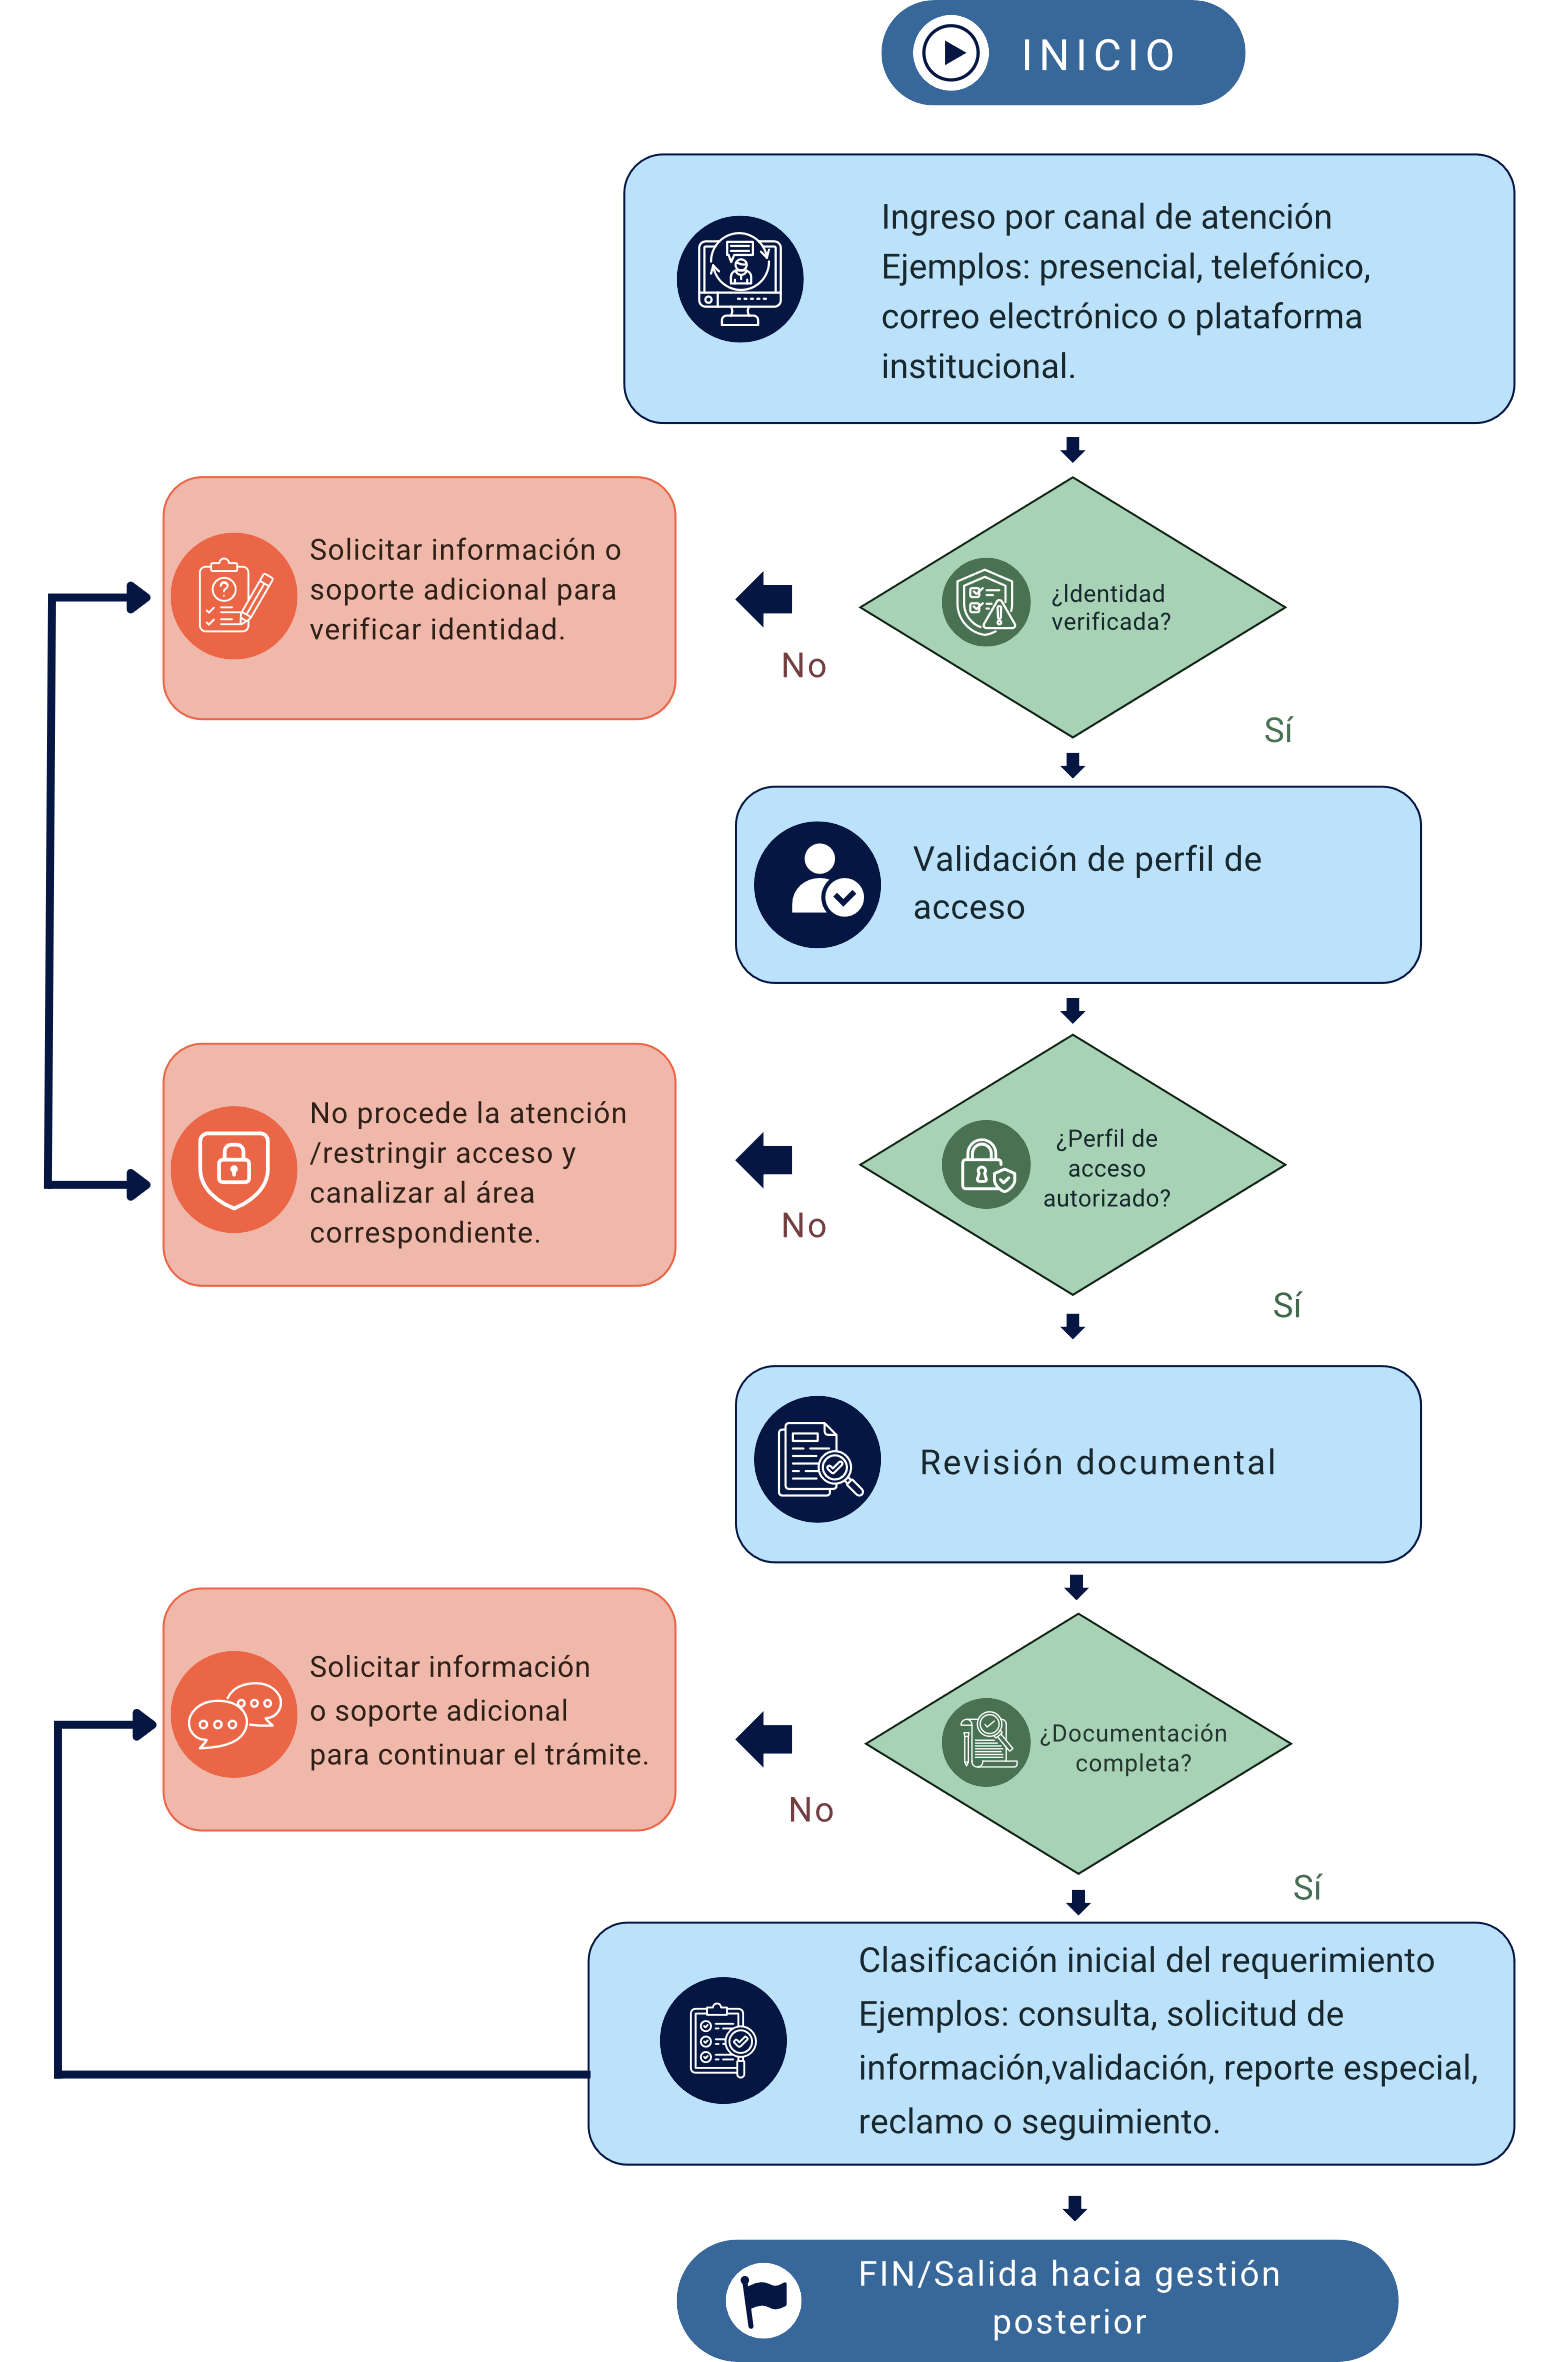 INICIO
Ingreso por canal de atención
Ejemplos: presencial, telefónico,
correo electrónico o plataforma
institucional.
Solicitar información o
soporte adicional para
verificar identidad.
¿Identidad
verificada?
No
Sí
Validación de perfil de
acceso
No procede la atención
/restringir acceso y
canalizar al área
correspondiente.
¿Perfil de
acceso
autorizado?
No
Sí
Revisión documental
Solicitar información
o soporte adicional
para continuar el trámite.
¿Documentación
completa?
No
Sí
Clasificación inicial del requerimiento
Ejemplos: consulta, solicitud de
información,validación, reporte especial,
reclamo o seguimiento.
FIN/Salida hacia gestión
posterior